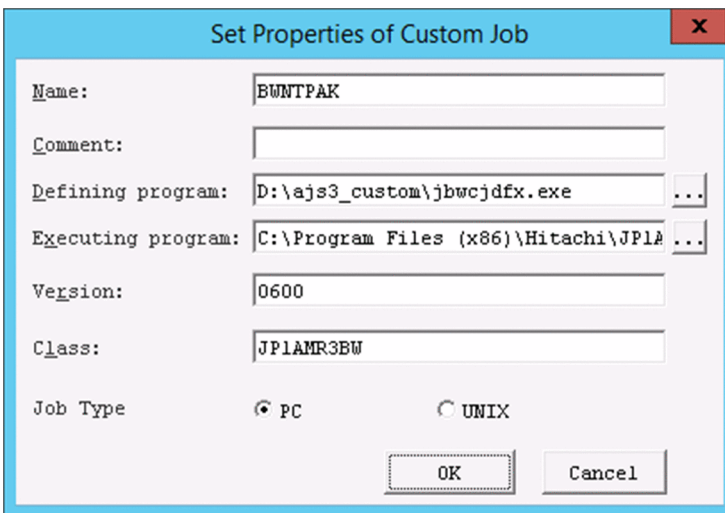 Set Properties of Custom Job
x
Name: BWNTPAK
Comment:
Defining program: D:\ajs3_custom\jbwcjdfx.exe ...
Executing program: C:\Program Files (x86)\Hitachi\JP1A ...
Version: 0600
Class: JP1AMR3BW
Job Type PC UNIX
OK Cancel